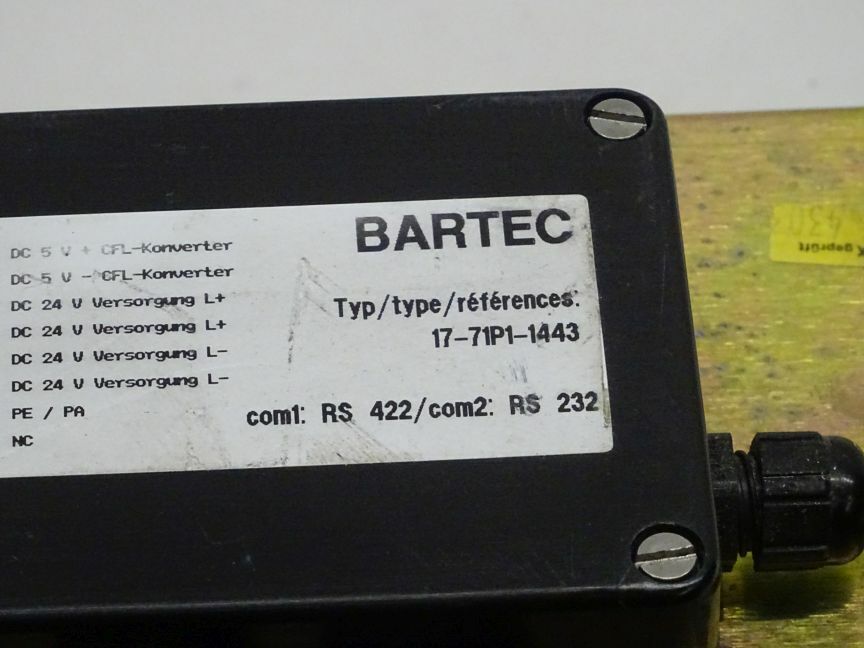 BARTEC
DC 5 V + CFL-Konverter
DC 5 V - CFL-Konverter
DC 24 V Versorgung L+
DC 24 V Versorgung L+
DC 24 V Versorgung L-
DC 24 V Versorgung L-
PE / PA
NC
Typ/type/références:
17-71P1-1443
com1: RS 422/com2: RS 232
geprüft